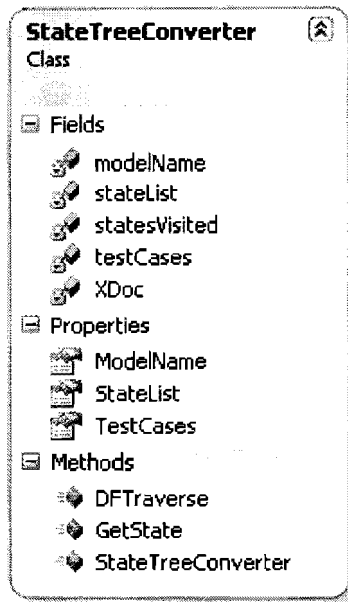 StateTreeConverter
Class
Fields
modelName
stateList
statesVisited
testCases
XDoc
Properties
ModelName
StateList
TestCases
Methods
DFTraverse
GetState
StateTreeConverter